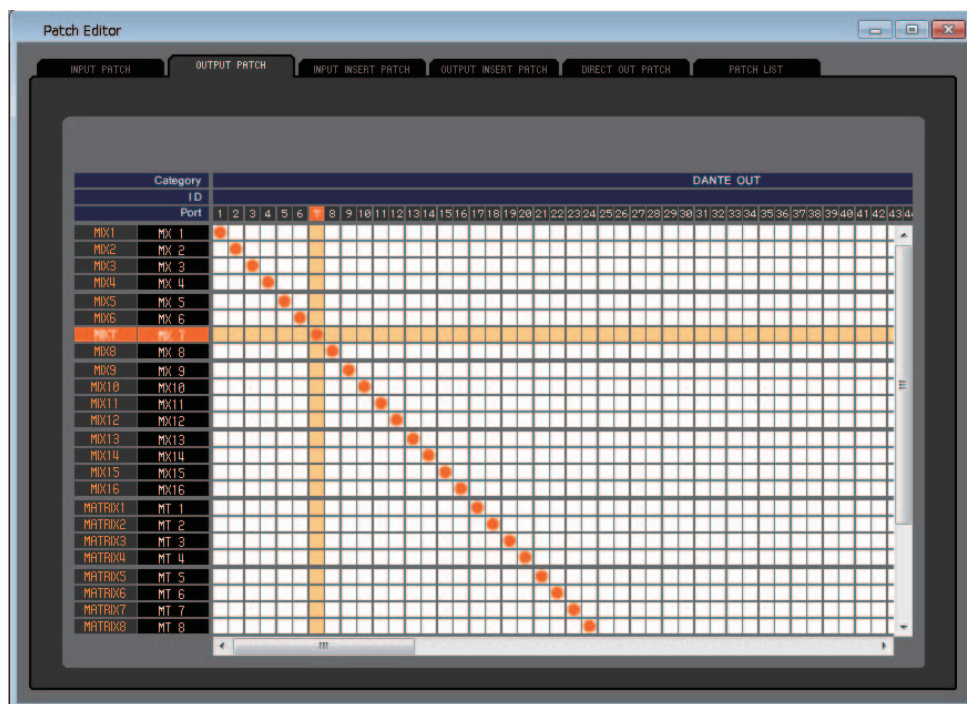 Patch Editor
INPUT PATCH OUTPUT PATCH INPUT INSERT PATCH OUTPUT INSERT PATCH DIRECT OUT PATCH PATCH LIST
Category DANTE OUT
ID
Port 1 2 3 4 5 6 7 8 9 10 11 12 13 14 15 16 17 18 19 20 21 22 23 24 25 26 27 28 29 30 31 32 33 34 35 36 37 38 39 40 41 42 43
MIX1 MX 1
MIX2 MX 2
MIX3 MX 3
MIX4 MX 4
MIX5 MX 5
MIX6 MX 6
MIX7 MX 7
MIX8 MX 8
MIX9 MX 9
MIX10 MX10
MIX11 MX11
MIX12 MX12
MIX13 MX13
MIX14 MX14
MIX15 MX15
MIX16 MX16
MATRIX1 MT 1
MATRIX2 MT 2
MATRIX3 MT 3
MATRIX4 MT 4
MATRIX5 MT 5
MATRIX6 MT 6
MATRIX7 MT 7
MATRIX8 MT 8